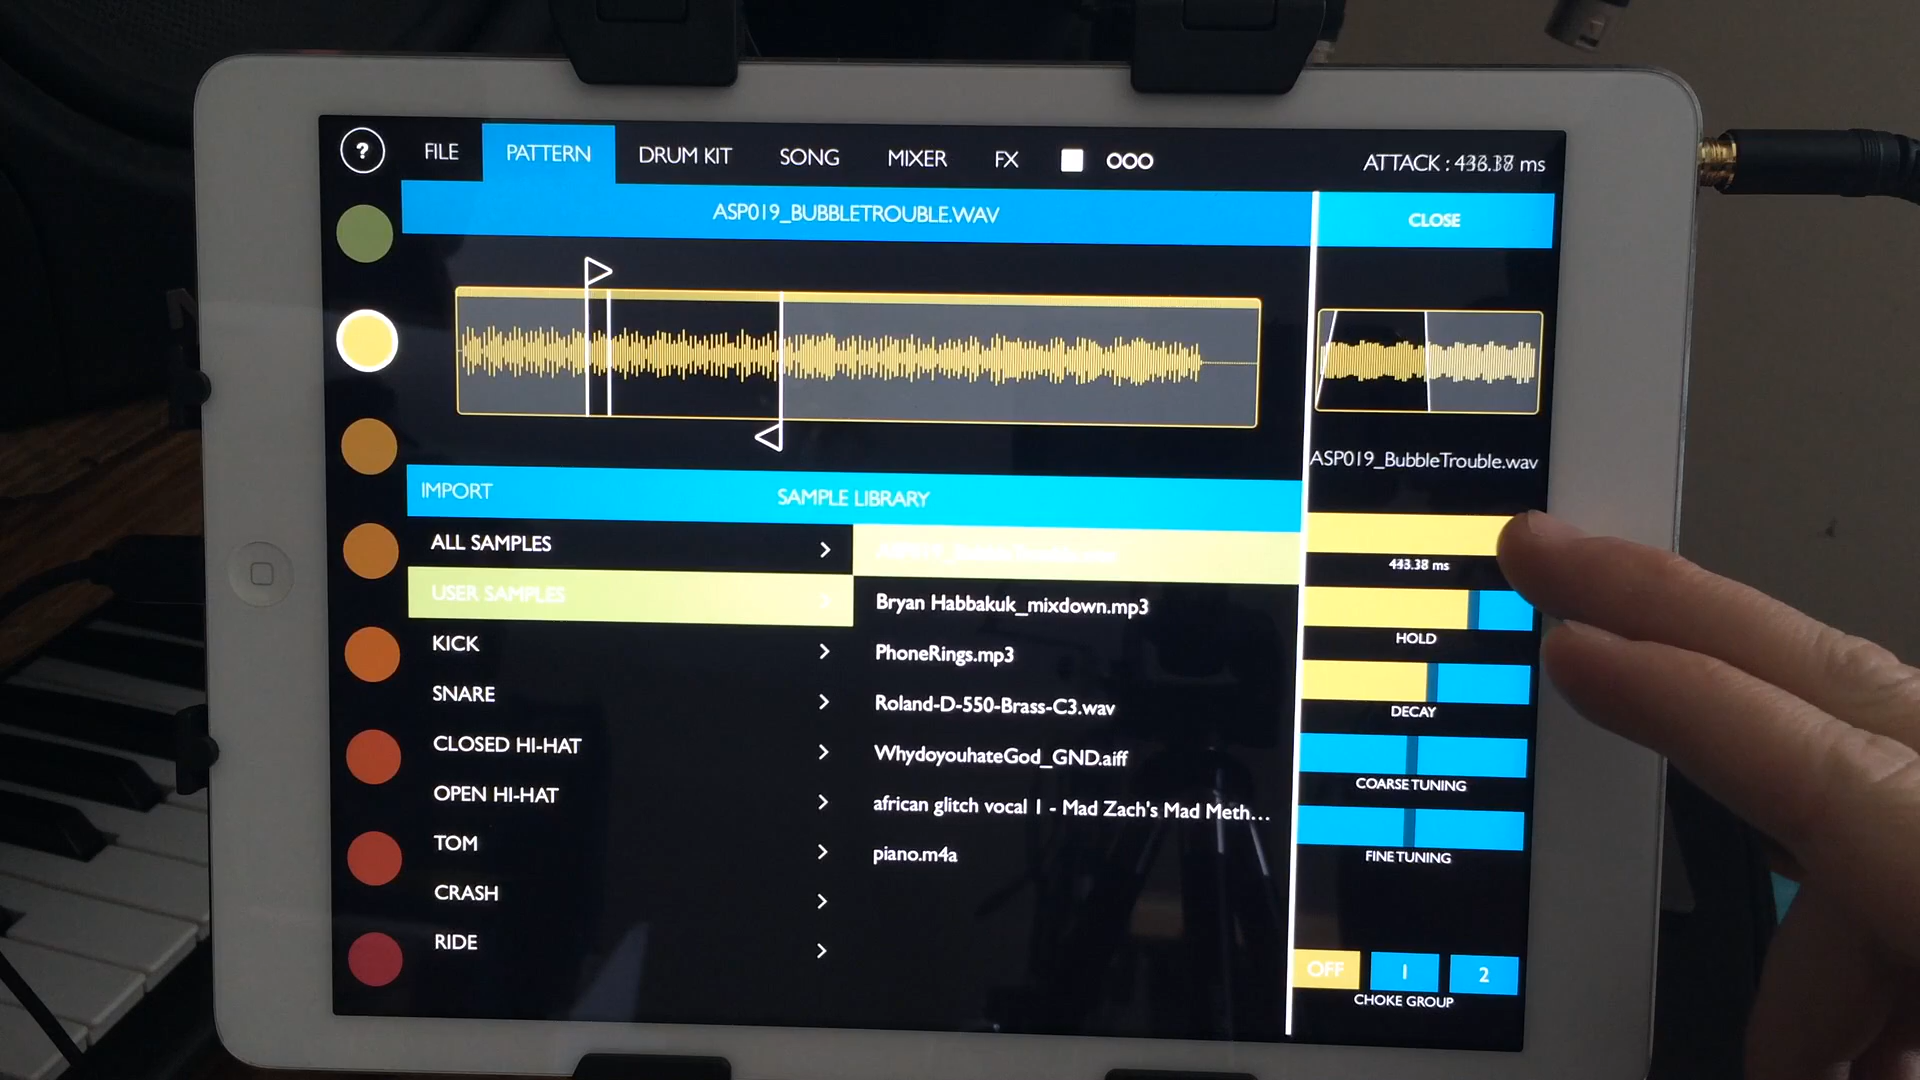 ?
FILE
PATTERN
DRUM KIT
SONG
MIXER
FX
ATTACK : ms
ASP019_BUBBLETROUBLE.WAV
CLOSE
ASP019_BubbleTrouble.wav
IMPORT
SAMPLE LIBRARY
ALL SAMPLES
USER SAMPLES
KICK
SNARE
CLOSED HI-HAT
OPEN HI-HAT
TOM
CRASH
RIDE
ASP019_BubbleTrouble.wav
Bryan Habbakuk_mixdown.mp3
PhoneRings.mp3
Roland-D-550-Brass-C3.wav
WhydoyouhateGod_GND.aiff
african glitch vocal 1 - Mad Zach's Mad Meth...
piano.m4a
443.38 ms
HOLD
DECAY
COARSE TUNING
FINE TUNING
OFF
1
2
CHOKE GROUP